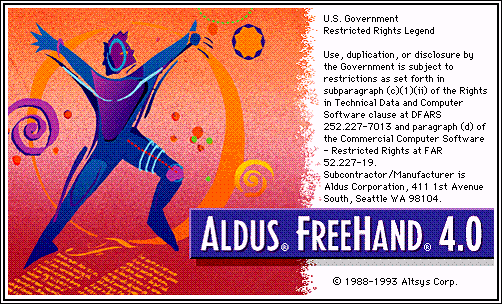 U.S. Government
Restricted Rights Legend
Use, duplication, or disclosure by
the Government is subject to
restrictions as set forth in
subparagraph (c)(1)(ii) of the Rights
in Technical Data and Computer
Software clause at DFARS
252.227-7013 and paragraph (d) of
the Commercial Computer Software
- Restricted Rights at FAR
52.227-19.
Subcontractor/Manufacturer is
Aldus Corporation, 411 1st Avenue
South, Seattle WA 98104.
ALDUS® FREEHAND® 4.0
© 1988-1993 Altsys Corp.